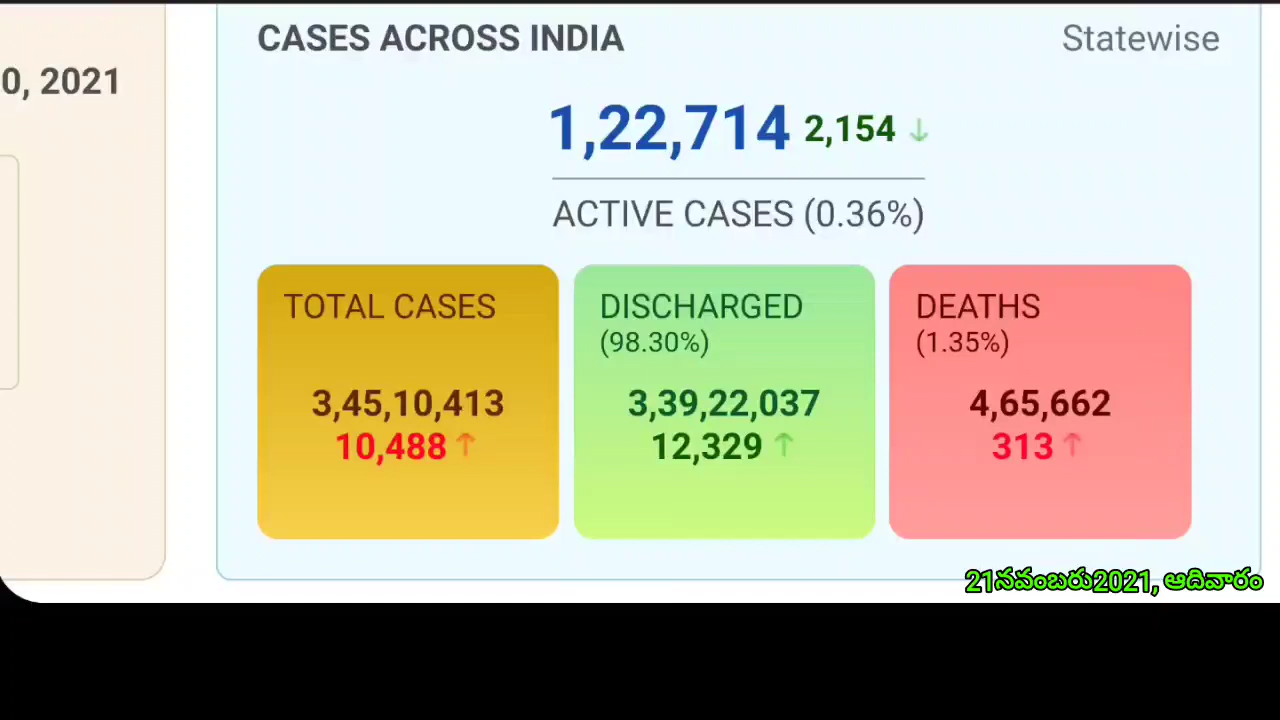 CASES ACROSS INDIA
Statewise
0, 2021
1,22,714 2,154 ↓
ACTIVE CASES (0.36%)
TOTAL CASES
3,45,10,413
10,488 ↑
DISCHARGED
(98.30%)
3,39,22,037
12,329 ↑
DEATHS
(1.35%)
4,65,662
313 ↑
21నవంబరు2021, ఆదివారం